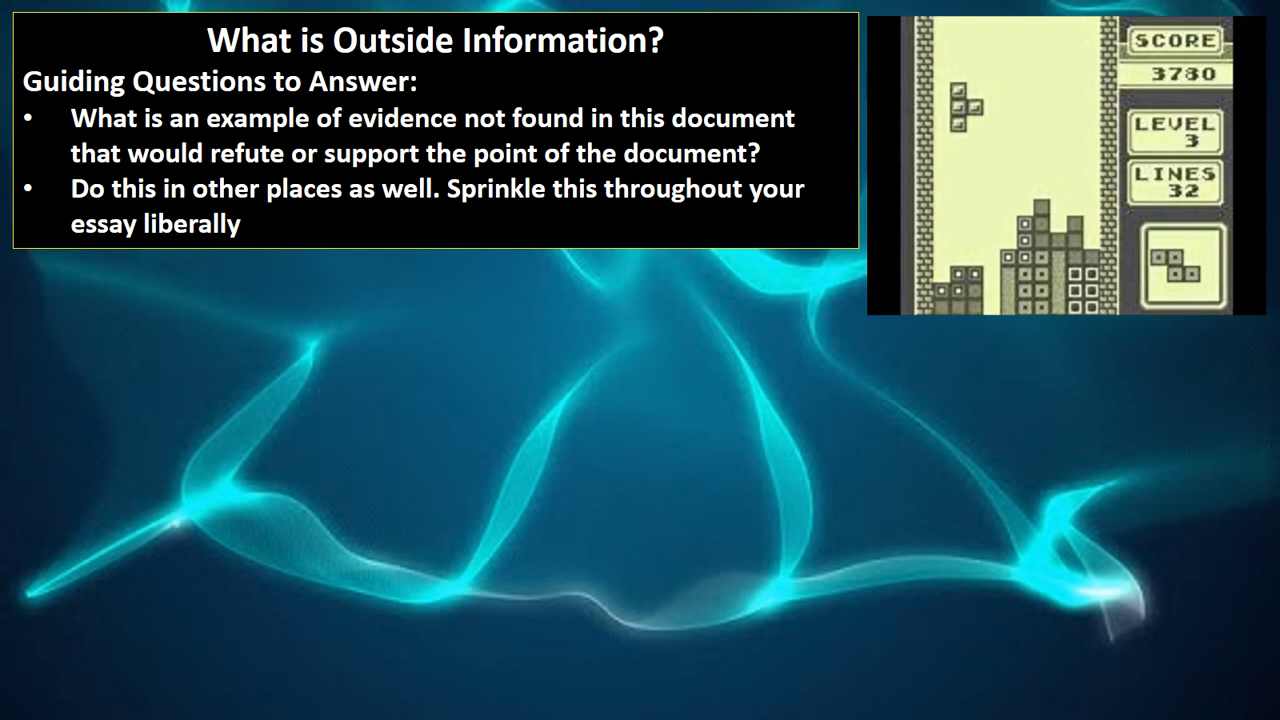 What is Outside Information?
Guiding Questions to Answer:
• What is an example of evidence not found in this document
that would refute or support the point of the document?
• Do this in other places as well. Sprinkle this throughout your
essay liberally
SCORE
3780
LEVEL
3
LINES
32